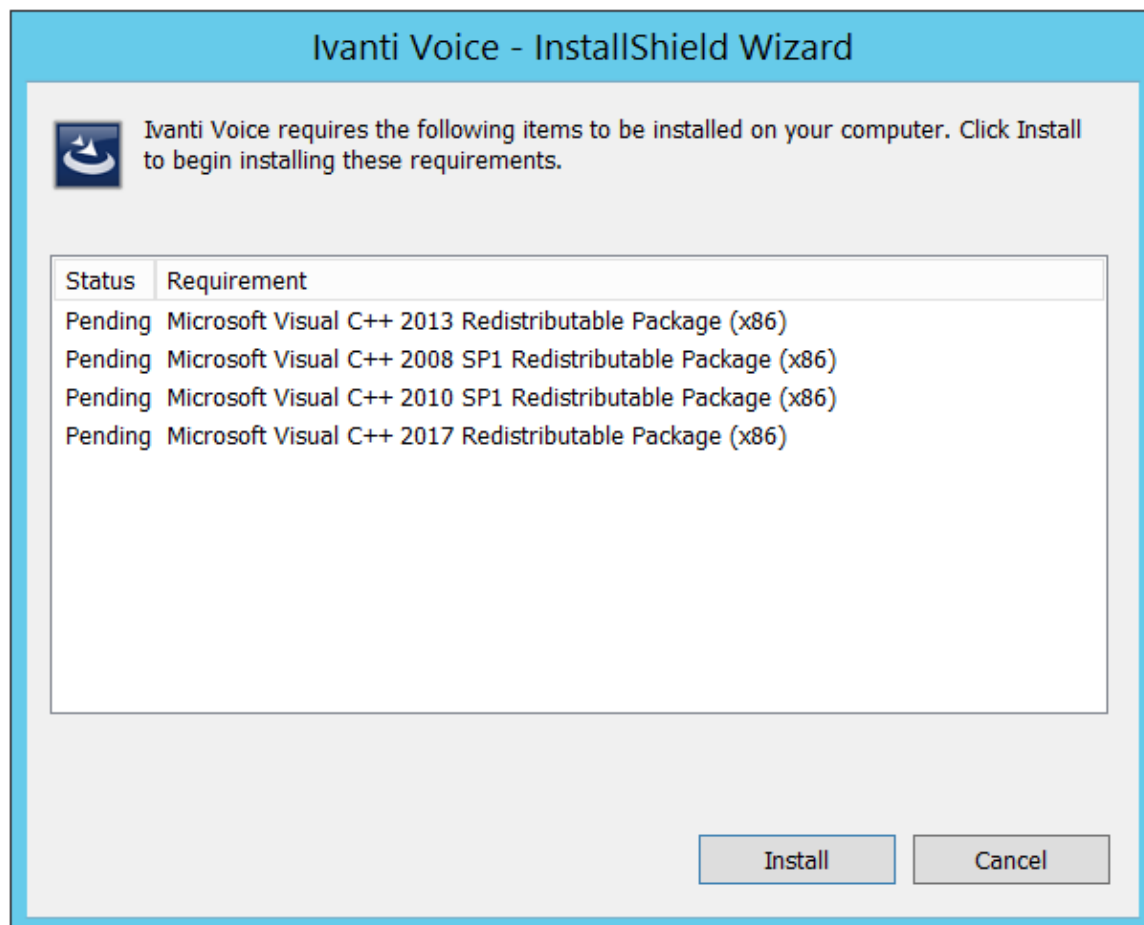 Ivanti Voice - InstallShield Wizard
Ivanti Voice requires the following items to be installed on your computer. Click Install
to begin installing these requirements.
Status Requirement
Pending Microsoft Visual C++ 2013 Redistributable Package (x86)
Pending Microsoft Visual C++ 2008 SP1 Redistributable Package (x86)
Pending Microsoft Visual C++ 2010 SP1 Redistributable Package (x86)
Pending Microsoft Visual C++ 2017 Redistributable Package (x86)
Install Cancel